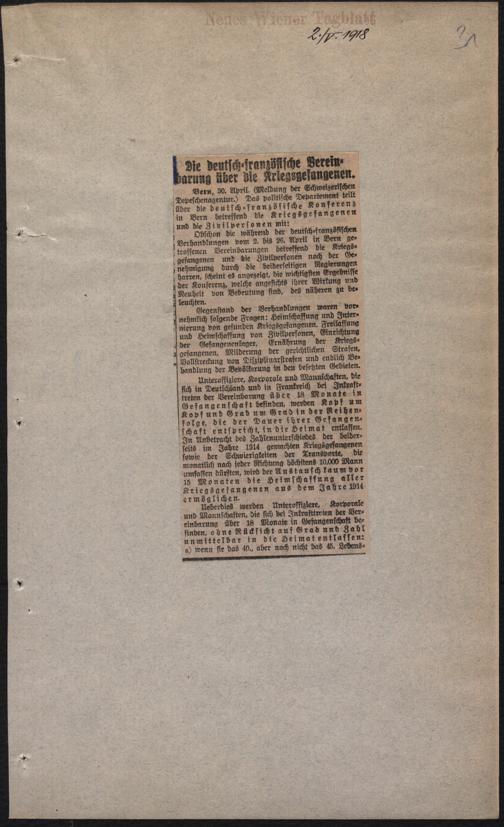 Neues Wiener Tagblatt
2./V. 1918
Die deutsch-französische Verein-
barung über die Kriegsgefangenen.
Bern, 30. April. (Meldung der Schweizerischen
Depeschenagentur.) Das politische Departement teilt
über die deutsch-französische Konferenz
in Bern betreffend die Kriegsgefangenen
und die Zivilpersonen mit:
Obschon die während der deutsch-französischen
Verhandlungen vom 2. bis 26. April in Bern ge-
troffenen Vereinbarungen betreffend die Kriegs-
gefangenen und die Zivilpersonen noch der Ge-
nehmigung durch die beiderseitigen Regierungen
harren, scheint es angezeigt, die wichtigsten Ergebnisse
der Konferenz, welche angesichts ihrer Wirkung und
Neuheit von Bedeutung sind, des näheren zu be-
leuchten.
Gegenstand der Verhandlungen waren vor-
nehmlich folgende Fragen: Heimschaffung und Inter-
nierung von gesunden Kriegsgefangenen, Freilassung
und Heimschaffung von Zivilpersonen, Einrichtung
der Gefangenenlager, Ernährung der Kriegs-
gefangenen, Milderung der gerichtlichen Strafen,
Vollstreckung von Disziplinarstrafen und endlich Be-
handlung der Bevölkerung in den besetzten Gebieten.
Unteroffiziere, Korporale und Mannschaften, die
sich in Deutschland und in Frankreich bei Inkraft-
treten der Vereinbarung über 18 Monate in
Gefangenschaft befinden, werden Kopf um
Kopf und Grad um Grad in der Reihen-
folge, die der Dauer ihrer Gefangen-
schaft entspricht, in die Heimat entlassen.
In Anbetracht des Zahlenunterschiedes der beider-
seits im Jahre 1914 gemachten Kriegsgefangenen
sowie der Schwierigkeiten der Transporte, die
monatlich nach jeder Richtung höchstens 10.000 Mann
umfassen dürften, wird der Austausch kaum vor
15 Monaten die Heimschaffung aller
Kriegsgefangenen aus dem Jahre 1914
ermöglichen.
Ueberdies werden Unteroffiziere, Korporale
und Mannschaften, die sich bei Inkrafttreten der Ver-
einbarung über 18 Monate in Gefangenschaft be-
finden, ohne Rücksicht auf Grad und Zahl
unmittelbar in die Heimat entlassen:
a) wenn sie das 40., aber noch nicht das 45. Lebens-